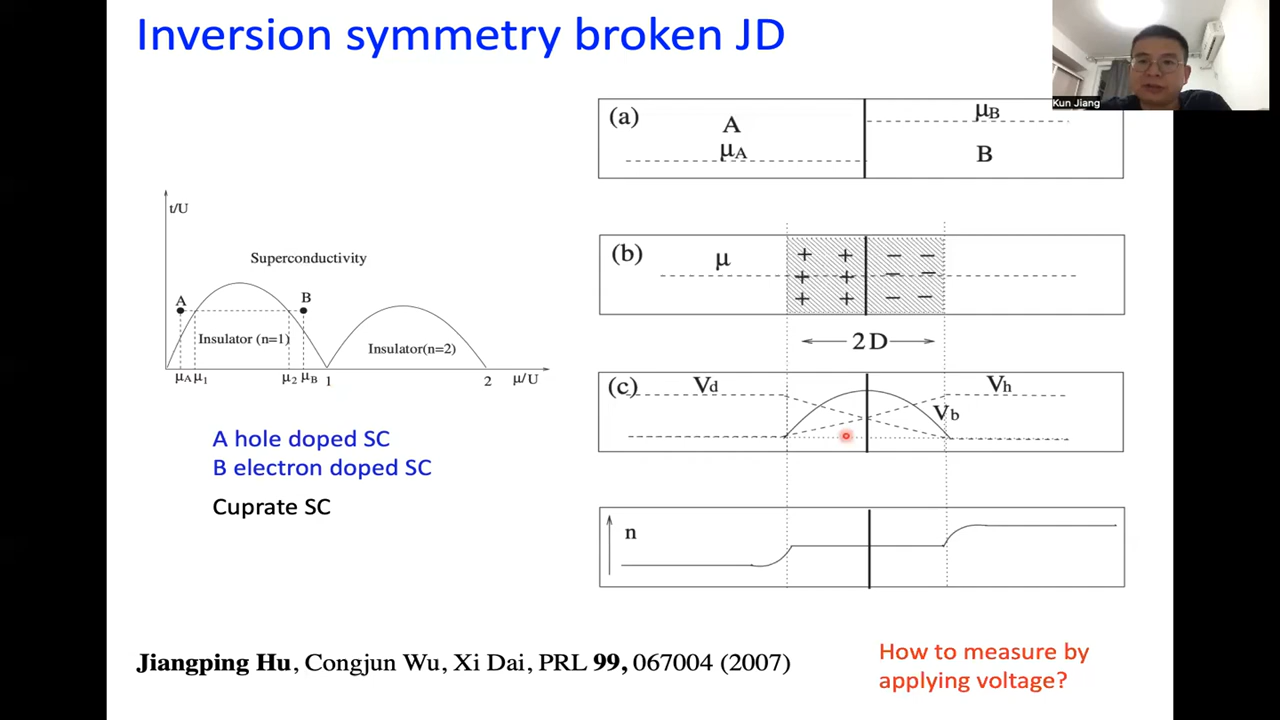 Inversion symmetry broken JD
Kun Jiang
t/U
Superconductivity
A
B
Insulator (n=1)
Insulator(n=2)
μA μ1
μ2 μB 1
2
μ/U
A hole doped SC
B electron doped SC
Cuprate SC
(a)
A
μA
μB
B
(b)
μ
+ + − −
+ + − −
+ + − −
2D
(c)
Vd
Vh
Vb
n
Jiangping Hu, Congjun Wu, Xi Dai, PRL 99, 067004 (2007)
How to measure by
applying voltage?